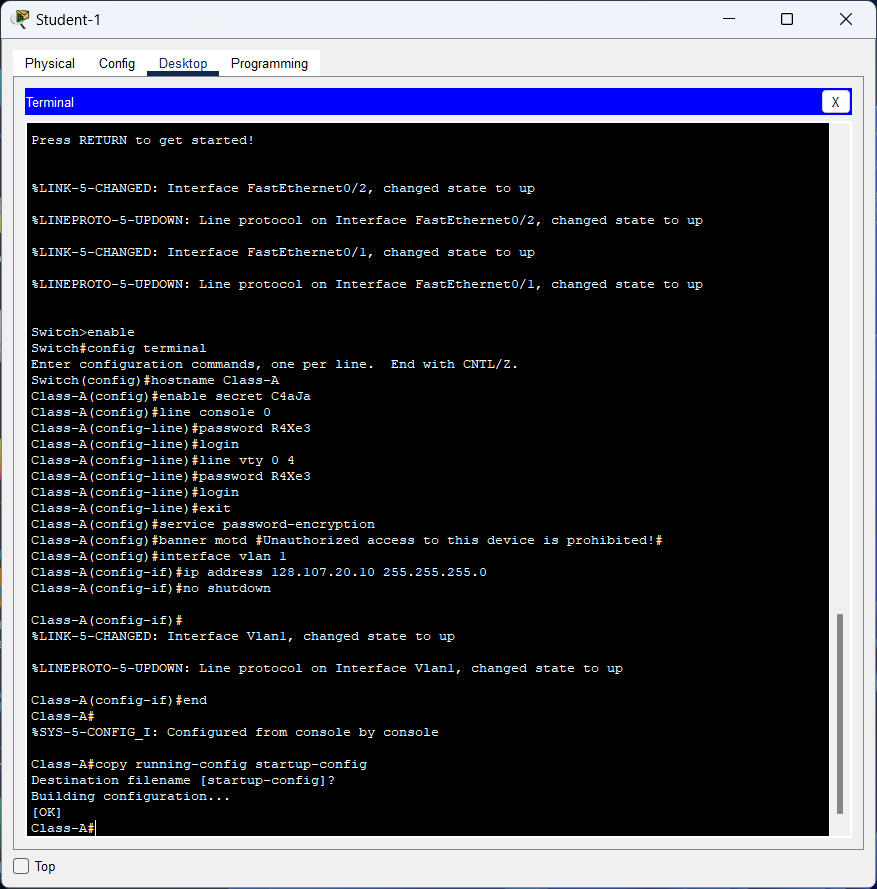 Student-1
Physical Config Desktop Programming
Terminal
X
Press RETURN to get started!
%LINK-5-CHANGED: Interface FastEthernet0/2, changed state to up
%LINEPROTO-5-UPDOWN: Line protocol on Interface FastEthernet0/2, changed state to up
%LINK-5-CHANGED: Interface FastEthernet0/1, changed state to up
%LINEPROTO-5-UPDOWN: Line protocol on Interface FastEthernet0/1, changed state to up
Switch>enable
Switch#config terminal
Enter configuration commands, one per line.  End with CNTL/Z.
Switch(config)#hostname Class-A
Class-A(config)#enable secret C4aJa
Class-A(config)#line console 0
Class-A(config-line)#password R4Xe3
Class-A(config-line)#login
Class-A(config-line)#line vty 0 4
Class-A(config-line)#password R4Xe3
Class-A(config-line)#login
Class-A(config-line)#exit
Class-A(config)#service password-encryption
Class-A(config)#banner motd #Unauthorized access to this device is prohibited!#
Class-A(config)#interface vlan 1
Class-A(config-if)#ip address 128.107.20.10 255.255.255.0
Class-A(config-if)#no shutdown
Class-A(config-if)#
%LINK-5-CHANGED: Interface Vlan1, changed state to up
%LINEPROTO-5-UPDOWN: Line protocol on Interface Vlan1, changed state to up
Class-A(config-if)#end
Class-A#
%SYS-5-CONFIG_I: Configured from console by console
Class-A#copy running-config startup-config
Destination filename [startup-config]?
Building configuration...
[OK]
Class-A#
Top